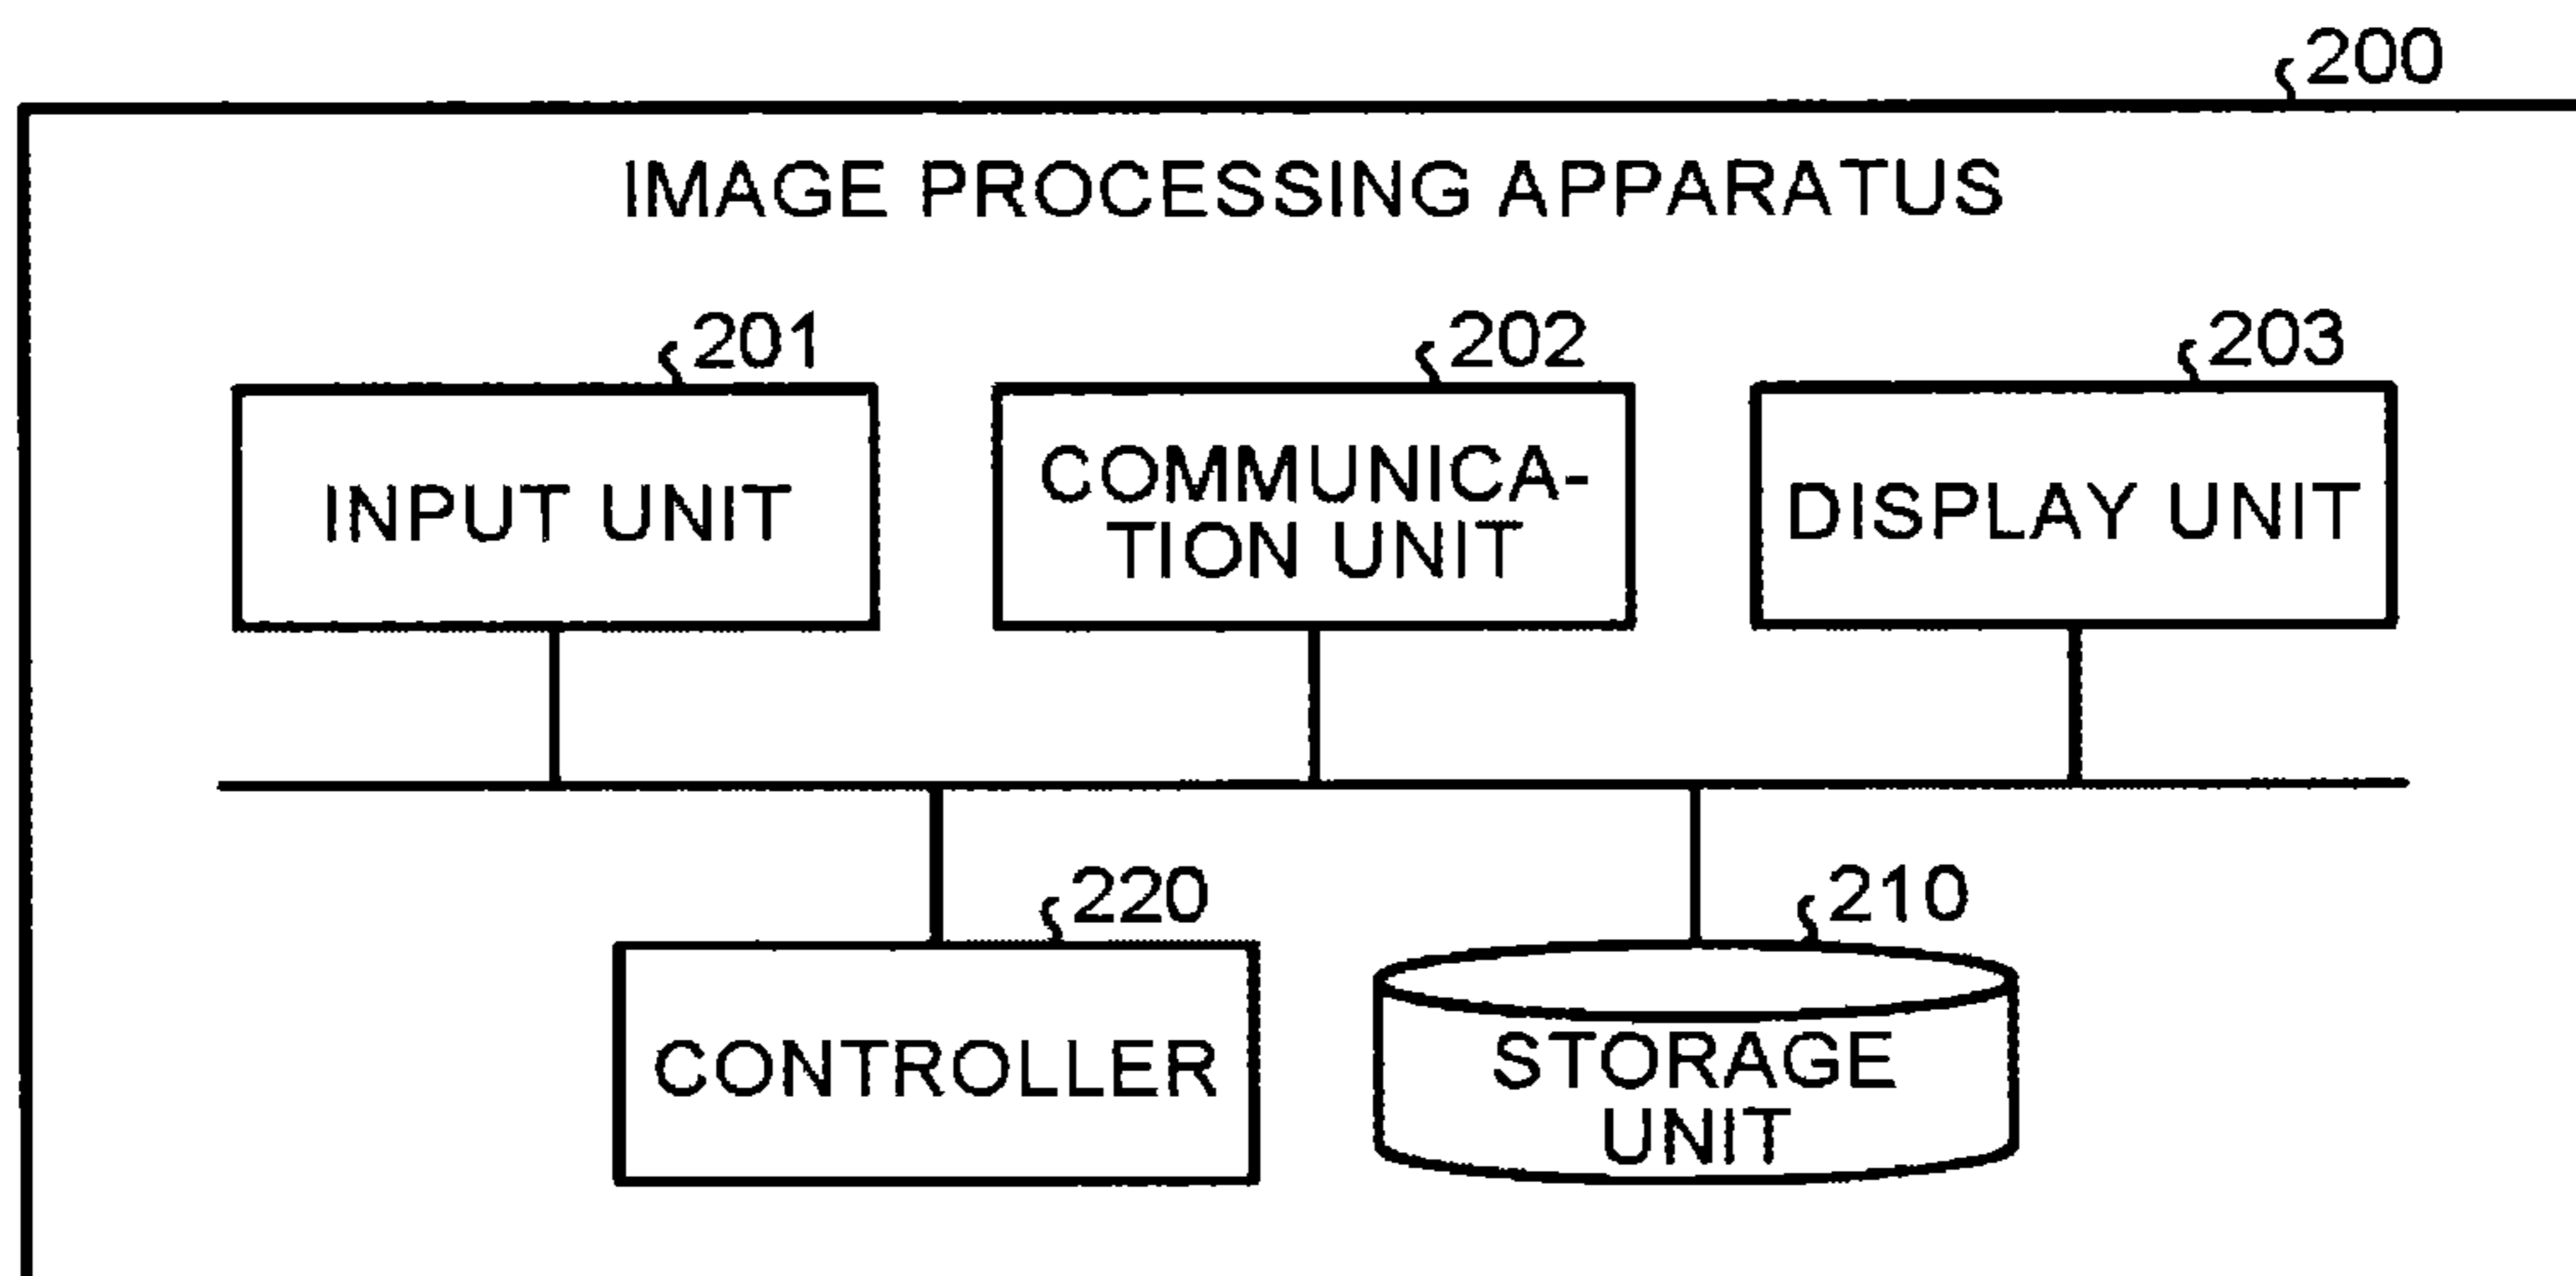 200
IMAGE PROCESSING APPARATUS
201
202
203
INPUT UNIT
COMMUNICA-
TION UNIT
DISPLAY UNIT
220
210
CONTROLLER
STORAGE
UNIT